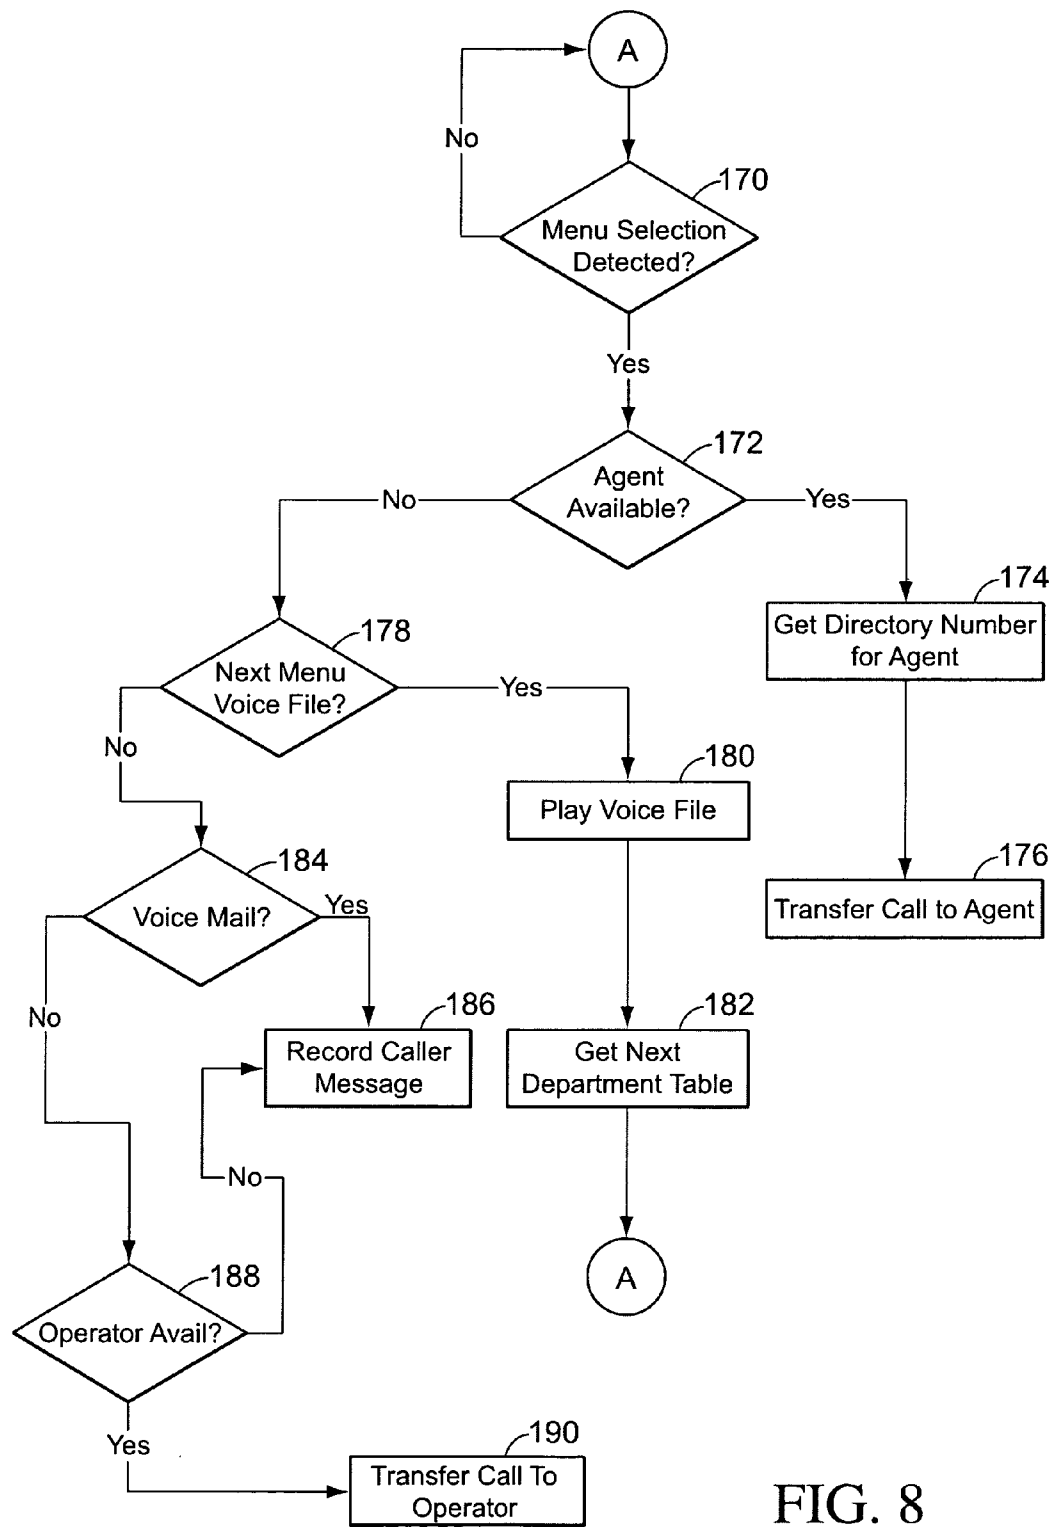 A
No
170
Menu Selection
Detected?
Yes
172
Agent
Available?
No
Yes
174
Get Directory Number
for Agent
178
Next Menu
Voice File?
Yes
No
180
Play Voice File
184
Voice Mail?
Yes
176
Transfer Call to Agent
No
186
Record Caller
Message
182
Get Next
Department Table
No
A
188
Operator Avail?
Yes
190
Transfer Call To
Operator
FIG. 8